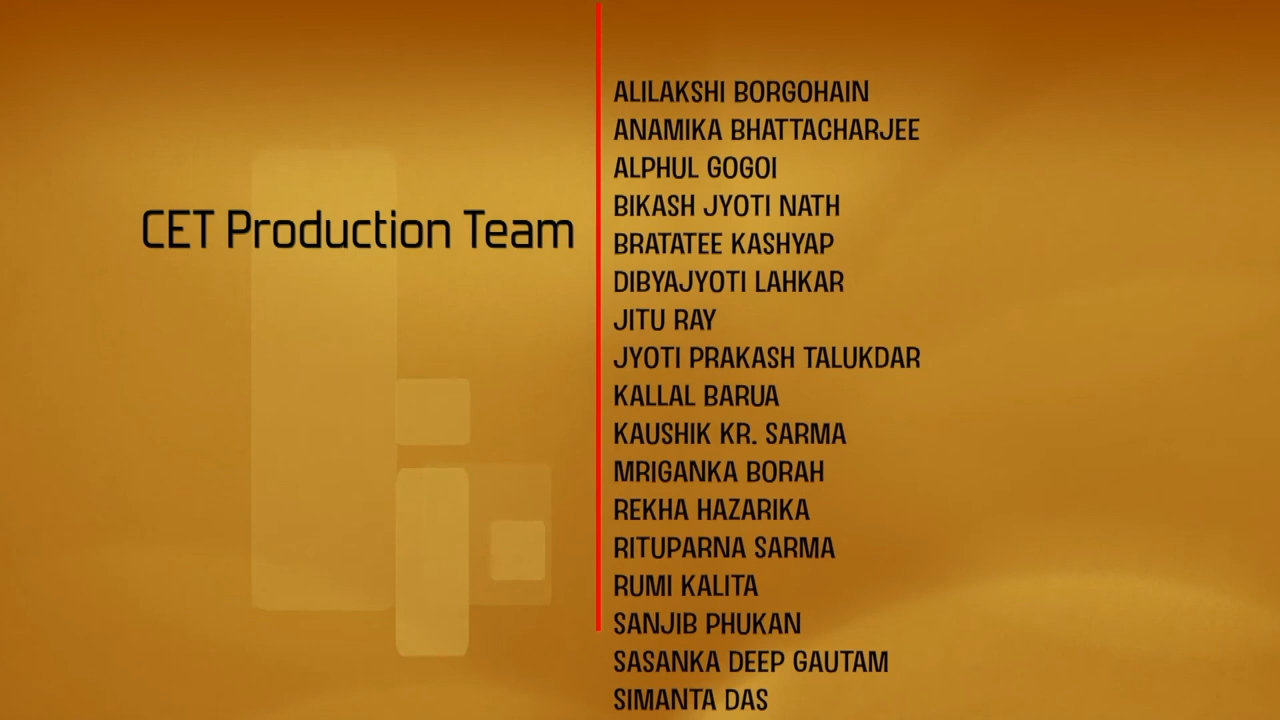 CET Production Team
ALILAKSHI BORGOHAIN
ANAMIKA BHATTACHARJEE
ALPHUL GOGOI
BIKASH JYOTI NATH
BRATATEE KASHYAP
DIBYAJYOTI LAHKAR
JITU RAY
JYOTI PRAKASH TALUKDAR
KALLAL BARUA
KAUSHIK KR. SARMA
MRIGANKA BORAH
REKHA HAZARIKA
RITUPARNA SARMA
RUMI KALITA
SANJIB PHUKAN
SASANKA DEEP GAUTAM
SIMANTA DAS